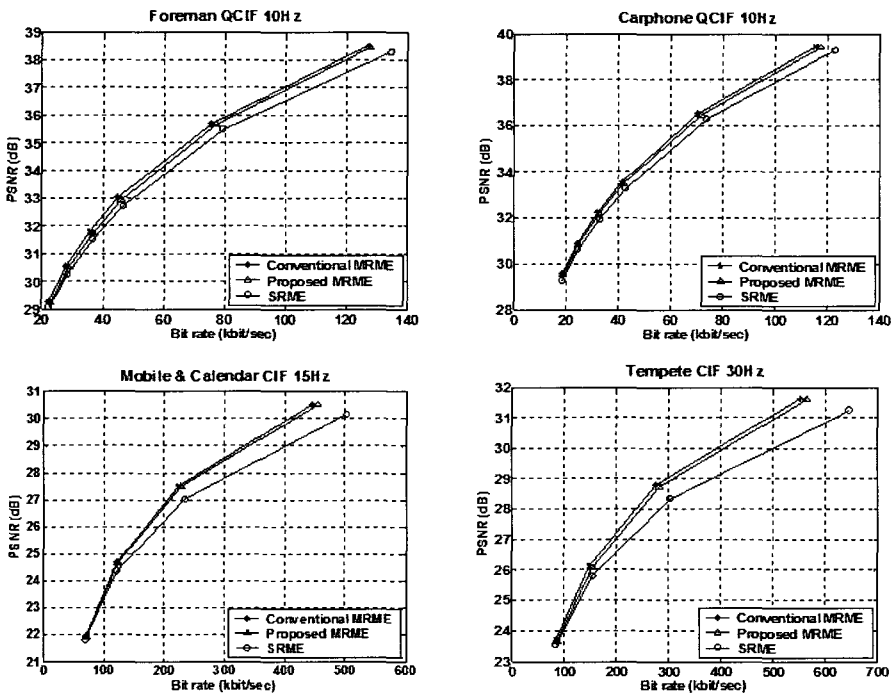 Foreman QCIF 10Hz
39
38
37
36
35
34
33
32
31
30
29
PSNR (dB)
Conventional MRME
Proposed MRME
SRME
20 40 60 80 100 120 140
Bit rate (kbit/sec)
Carphone QCIF 10Hz
40
38
36
34
32
30
28
PSNR (dB)
Conventional MRME
Proposed MRME
SRME
0 20 40 60 80 100 120 140
Bit rate (kbit/sec)
Mobile & Calendar CIF 15Hz
31
30
29
28
27
26
25
24
23
22
21
PSNR (dB)
Conventional MRME
Proposed MRME
SRME
0 100 200 300 400 500 600
Bit rate (kbit/sec)
Tempete CIF 30Hz
32
31
30
29
28
27
26
25
24
23
PSNR (dB)
Conventional MRME
Proposed MRME
SRME
0 100 200 300 400 500 600 700
Bit rate (kbit/sec)